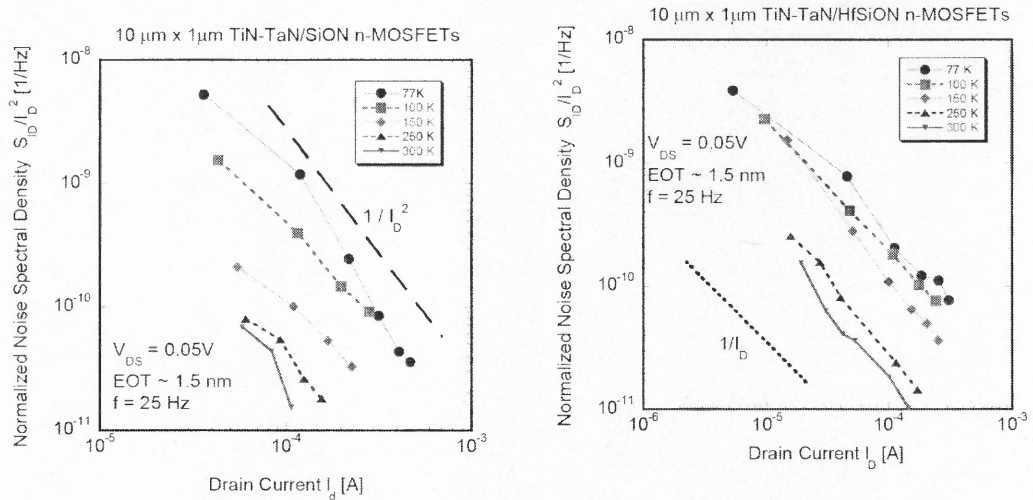 10 μm x 1μm TiN-TaN/SiON n-MOSFETs
Normalized Noise Spectral Density S_ID/I_D^2 [1/Hz]
10^-8
10^-9
10^-10
10^-11
77K
100 K
150 K
250 K
300 K
1 / I_D^2
V_DS = 0.05V
EOT ~ 1.5 nm
f = 25 Hz
10^-5
10^-4
10^-3
Drain Current I_d [A]
10 μm x 1μm TiN-TaN/HfSiON n-MOSFETs
Normalized Noise Spectral Density S_ID/I_D^2 [1/Hz]
10^-8
10^-9
10^-10
10^-11
77 K
100 K
150 K
250 K
300 K
V_DS = 0.05V
EOT ~ 1.5 nm
f = 25 Hz
1/I_D
10^-6
10^-5
10^-4
10^-3
Drain Current I_D [A]